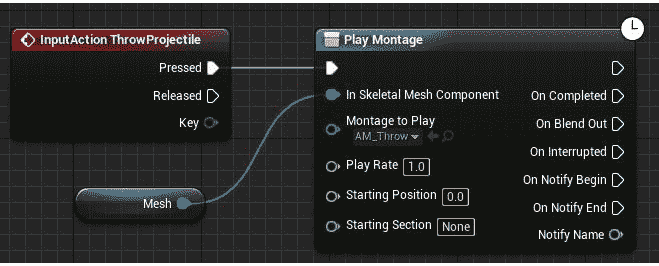 InputAction ThrowProjectile
Pressed
Released
Key
Mesh
Play Montage
In Skeletal Mesh Component
On Completed
Montage to Play
AM_Throw
On Blend Out
Play Rate 1.0
On Interrupted
Starting Position 0.0
On Notify Begin
Starting Section None
On Notify End
Notify Name